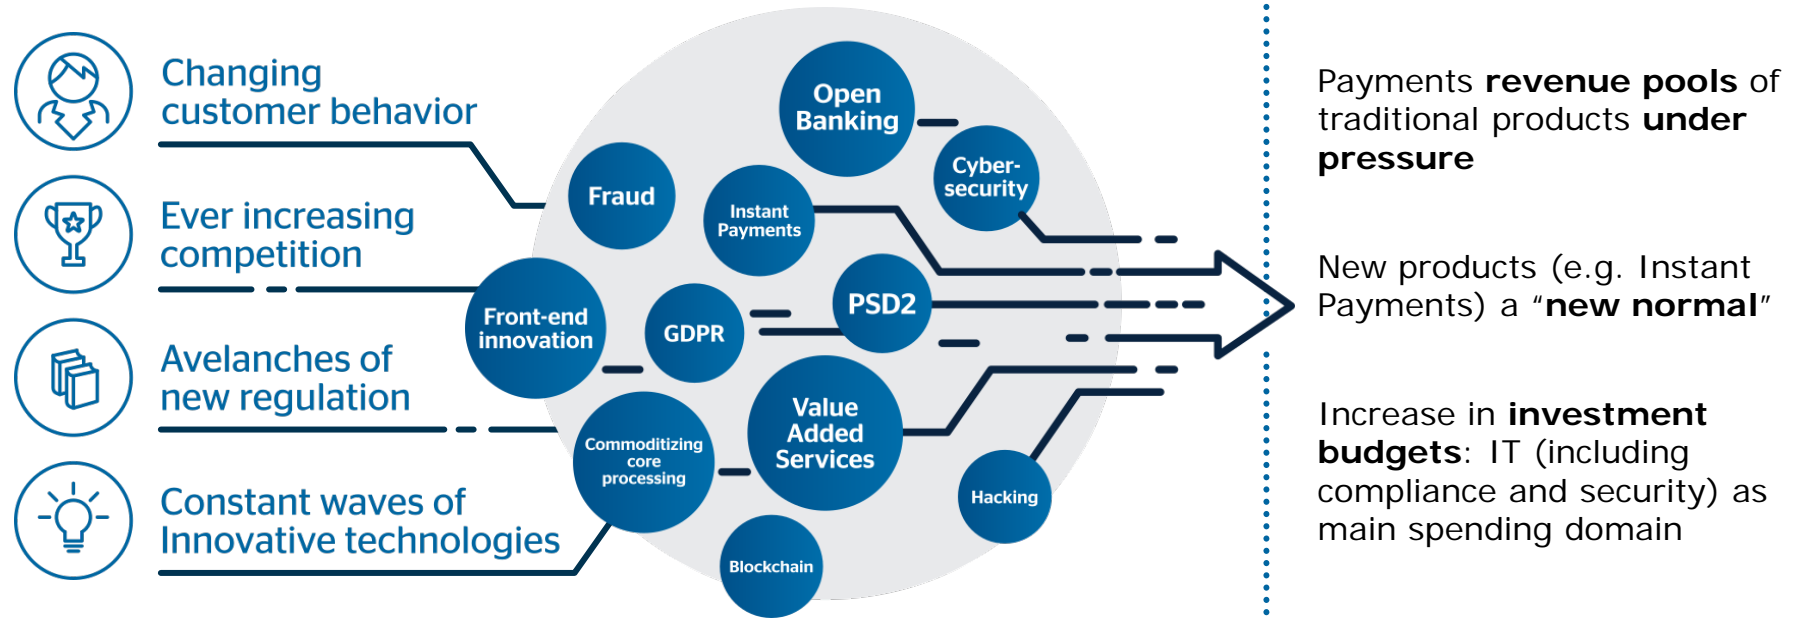 Changing
customer behavior
Ever increasing
competition
Avelanches of
new regulation
Constant waves of
Innovative technologies
Open
Banking
Cyber-
security
Fraud
Instant
Payments
PSD2
Front-end
innovation
GDPR
Value
Added
Services
Commoditizing
core
processing
Hacking
Blockchain
Payments revenue pools of
traditional products under
pressure
New products (e.g. Instant
Payments) a “new normal”
Increase in investment
budgets: IT (including
compliance and security) as
main spending domain